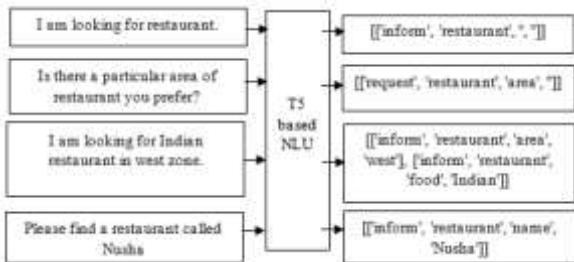 I am looking for restaurant.
[['inform', 'restaurant', '', '']]
Is there a particular area of
restaurant you prefer?
[['request', 'restaurant', 'area', '']]
T5
based
NLU
I am looking for Indian
restaurant in west zone.
[['inform', 'restaurant', 'area',
'west'], ['inform', 'restaurant',
'food', 'Indian']]
Please find a restaurant called
Nusha
[['inform', 'restaurant', 'name',
'Nusha']]